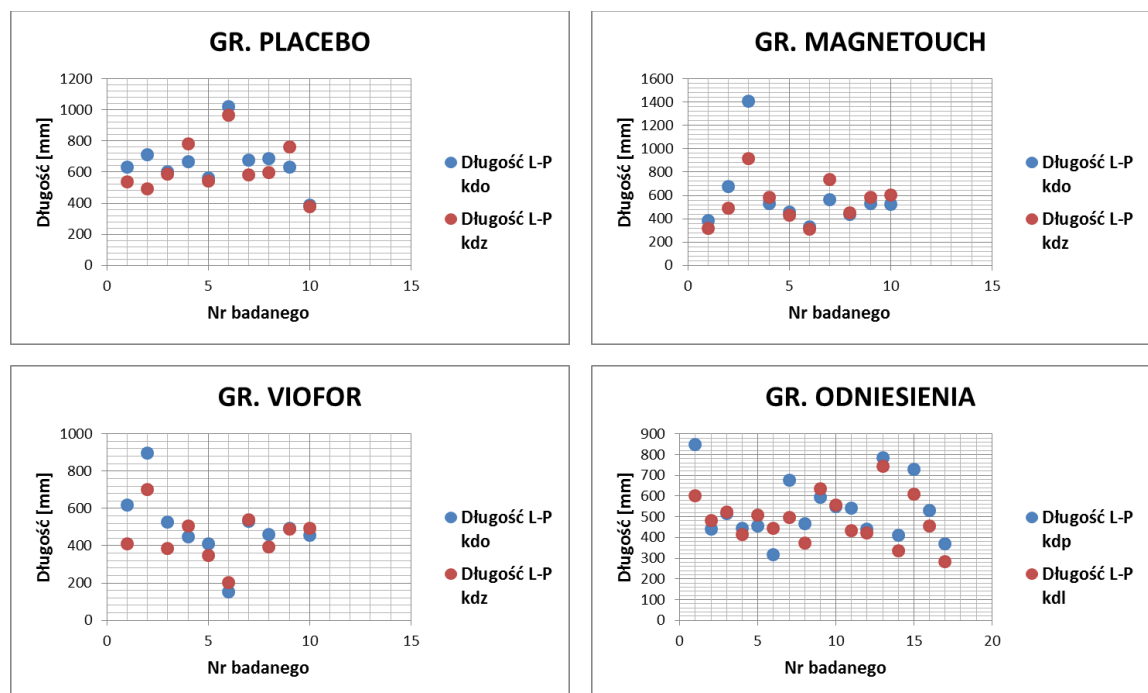 GR. PLACEBO
Długość [mm]
1200
1000
800
600
400
200
0
0 5 10 15
Nr badanego
Długość L-P
kdo
Długość L-P
kdz
GR. MAGNETOUCH
Długość [mm]
1600
1400
1200
1000
800
600
400
200
0
0 5 10 15
Nr badanego
Długość L-P
kdo
Długość L-P
kdz
GR. VIOFOR
Długość [mm]
1000
800
600
400
200
0
0 5 10 15
Nr badanego
Długość L-P
kdo
Długość L-P
kdz
GR. ODNIESIENIA
Długość [mm]
900
800
700
600
500
400
300
200
100
0
0 5 10 15 20
Nr badanego
Długość L-P
kdp
Długość L-P
kdl